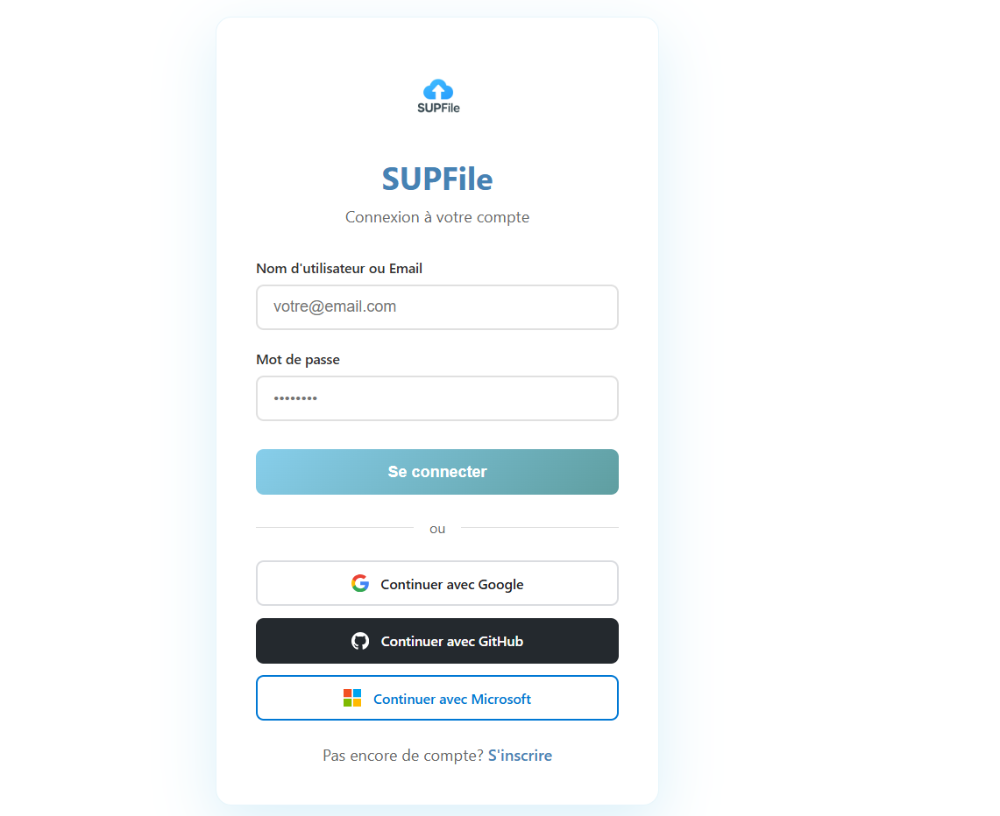 SUPFile
SUPFile
Connexion à votre compte
Nom d'utilisateur ou Email
votre@email.com
Mot de passe
••••••••
Se connecter
ou
Continuer avec Google
Continuer avec GitHub
Continuer avec Microsoft
Pas encore de compte? S'inscrire